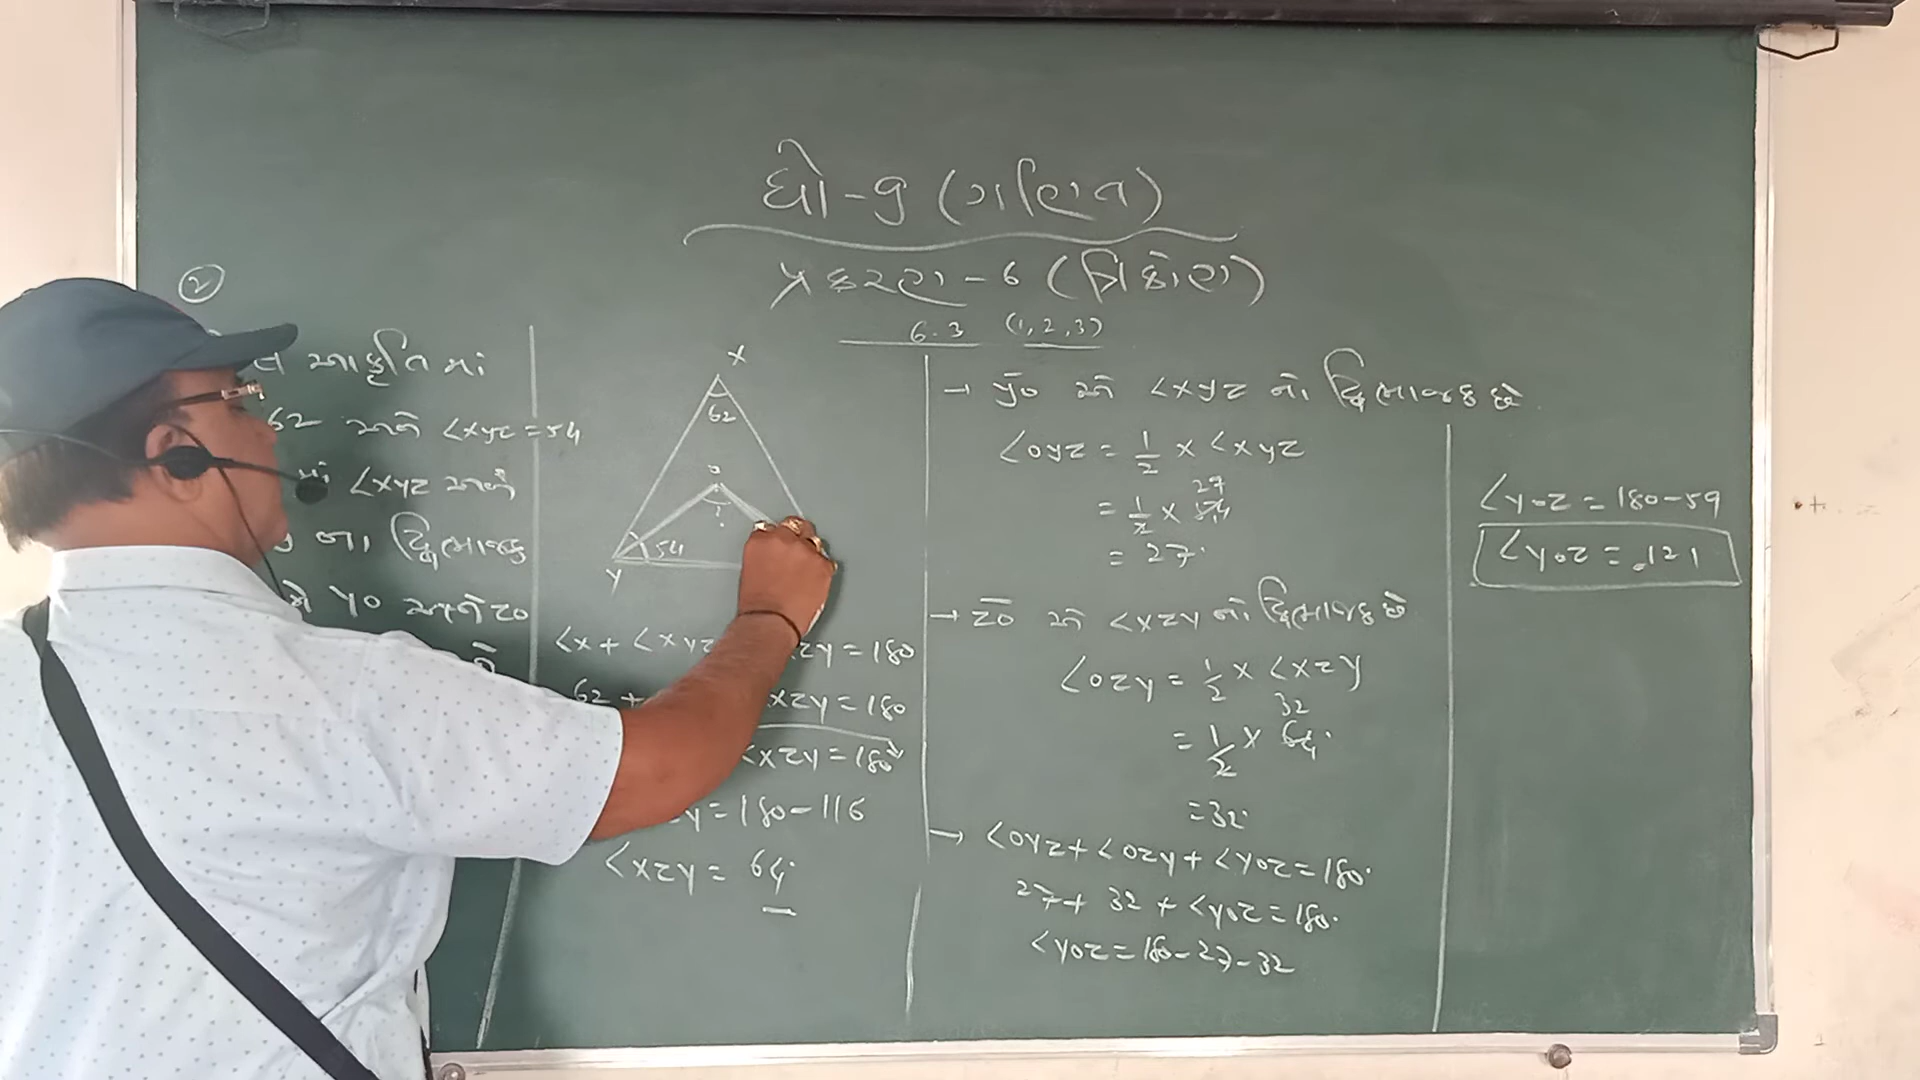 ધો-૧ (ગણિત)
પ્રકરણ-6 (ત્રિકોણ)
6.3 (1,2,3)
2
આકૃતિ માં
62 અને <xyz = 54
માં <xyz અને
ના દ્વિભાજક
yo અને zo
x
62
o
?
54
y
<x + <xyz xzy = 180
62 + xzy = 180
<xzy = 180
y = 180 - 116
<xzy = 64°
→ yo એ <xyz નો દ્વિભાજક છે
<oyz = 1/2 x <xyz
27
= 1/2 x 54
= 27°
→ zo એ <xzy નો દ્વિભાજક છે
<ozy = 1/2 x <xzy
32
= 1/2 x 64°
= 32°
→ <oyz + <ozy + <yoz = 180°
27 + 32 + <yoz = 180°
<yoz = 180 - 27 - 32
<yoz = 180 - 59
<yoz = 121